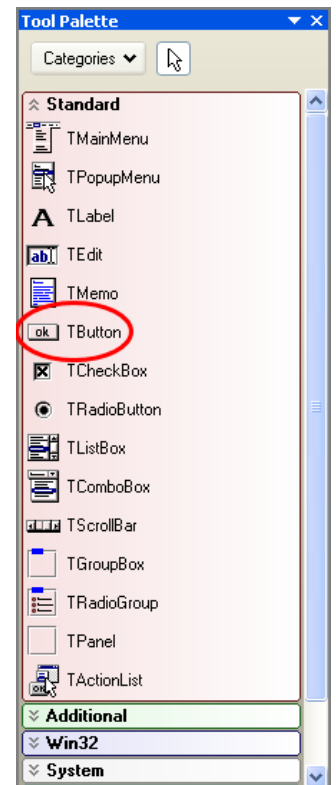 Tool Palette
Categories
Standard
TMainMenu
TPopupMenu
A TLabel
ab TEdit
TMemo
ok TButton
TCheckBox
TRadioButton
TListBox
TComboBox
TScrollBar
TGroupBox
TRadioGroup
TPanel
OK TActionList
Additional
Win32
System